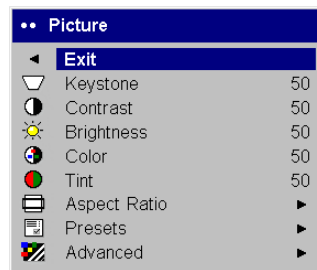 •• Picture
Exit
Keystone 50
Contrast 50
Brightness 50
Color 50
Tint 50
Aspect Ratio
Presets
Advanced